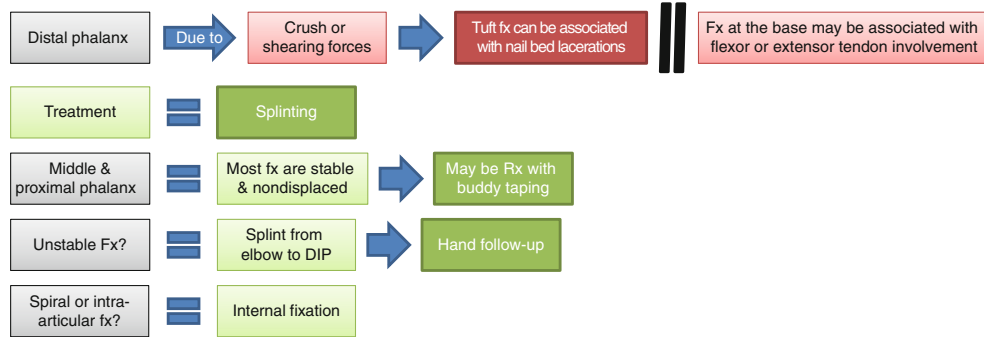 Distal phalanx
Due to
Crush or
shearing forces
Tuft fx can be associated
with nail bed lacerations
Fx at the base may be associated with
flexor or extensor tendon involvement
Treatment
Splinting
Middle &
proximal phalanx
Most fx are stable
& nondisplaced
May be Rx with
buddy taping
Unstable Fx?
Splint from
elbow to DIP
Hand follow-up
Spiral or intra-
articular fx?
Internal fixation